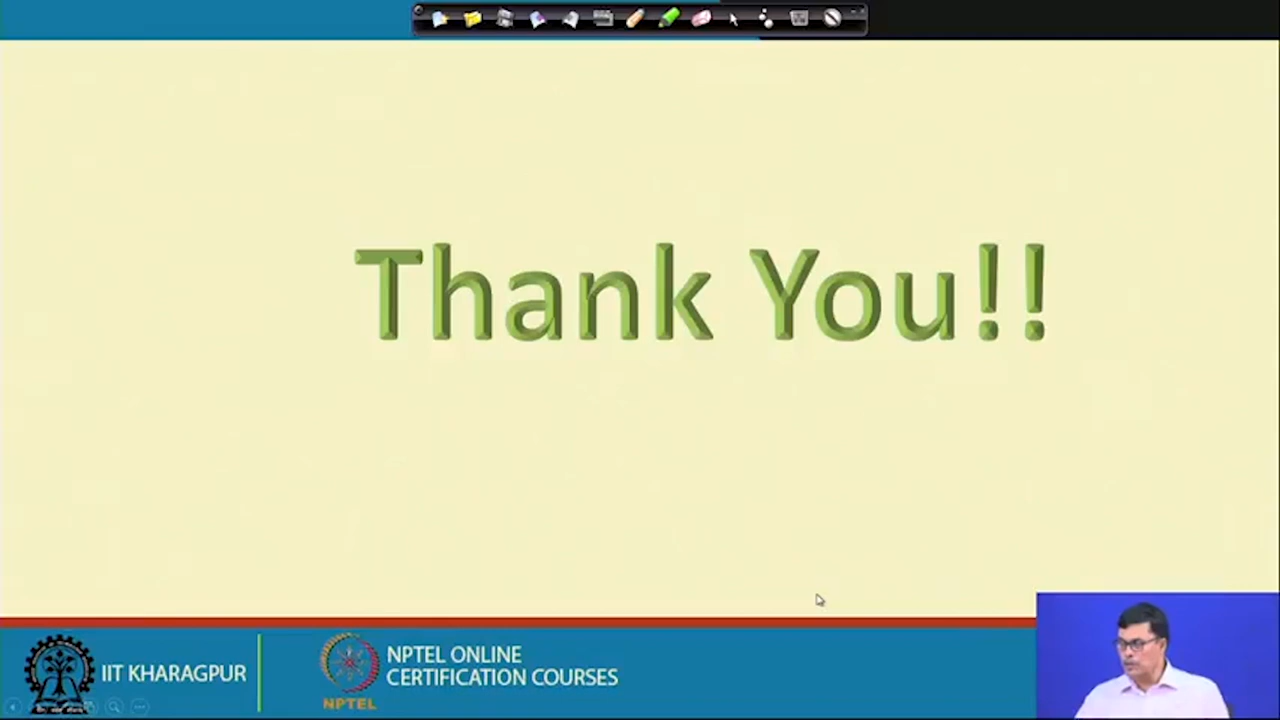 Thank You!!
IIT KHARAGPUR
NPTEL ONLINE
CERTIFICATION COURSES
NPTEL